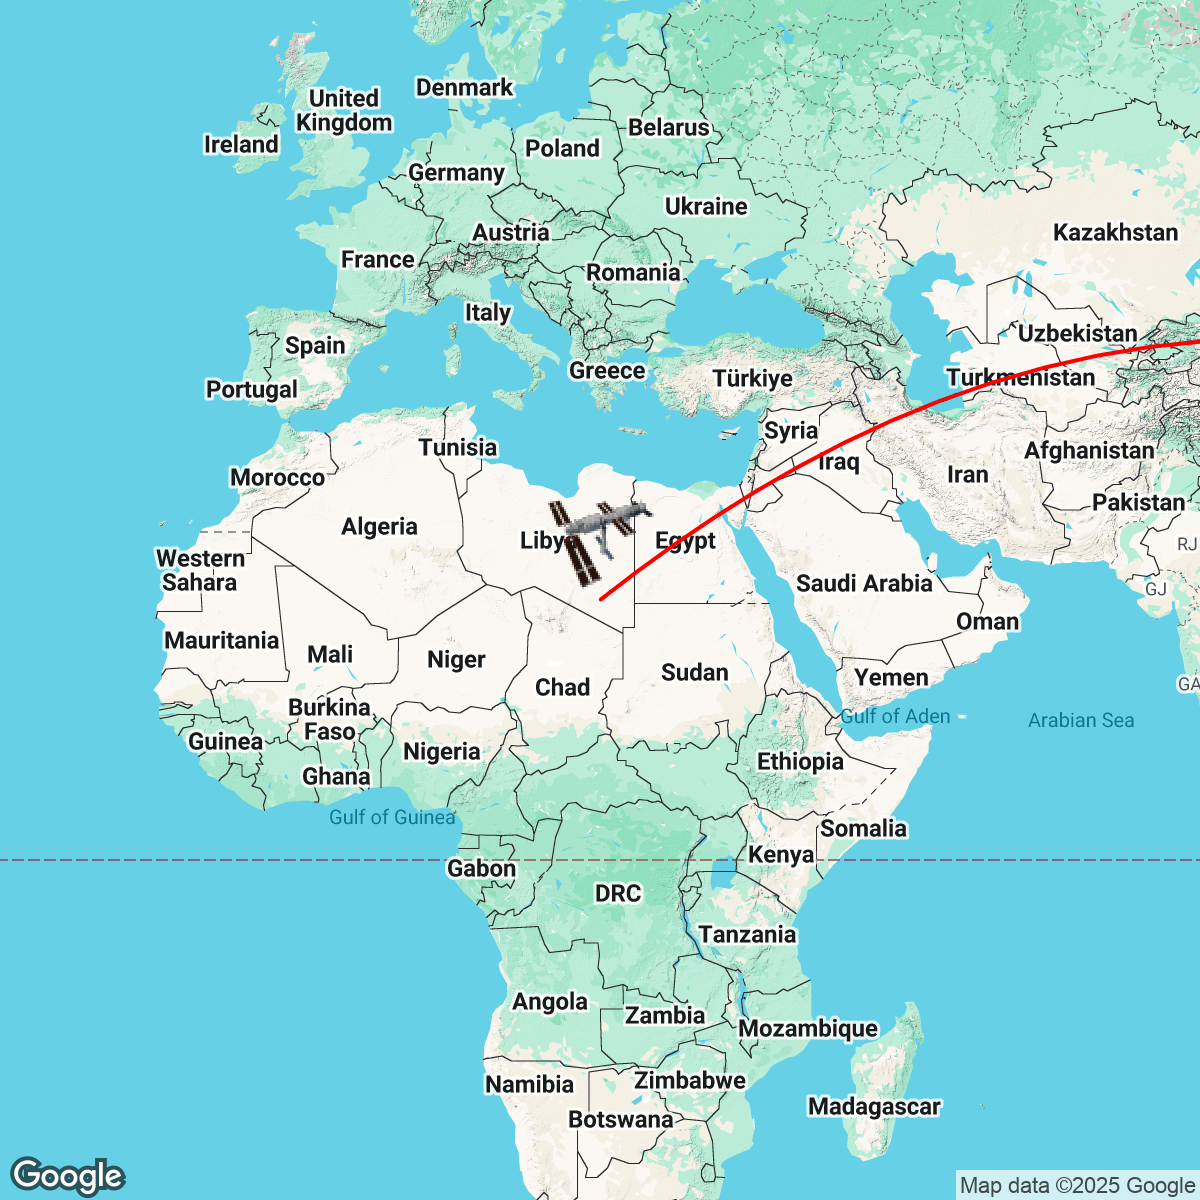 Denmark
United
Kingdom
Belarus
Ireland
Poland
Germany
Ukraine
Austria
Kazakhstan
France
Romania
Italy
Uzbekistan
Spain
Greece
Türkiye
Turkmenistan
Portugal
Syria
Tunisia
Afghanistan
Iraq
Morocco
Iran
Pakistan
Algeria
Liby
Egypt
RJ
Western
Sahara
Saudi Arabia
GJ
Oman
Mauritania
Mali
Niger
Sudan
Yemen
Chad
GA
Burkina
Faso
Gulf of Aden
Arabian Sea
Guinea
Nigeria
Ethiopia
Ghana
Gulf of Guinea
Somalia
Kenya
Gabon
DRC
Tanzania
Angola
Zambia
Mozambique
Namibia
Zimbabwe
Madagascar
Botswana
Google
Map data ©2025 Google